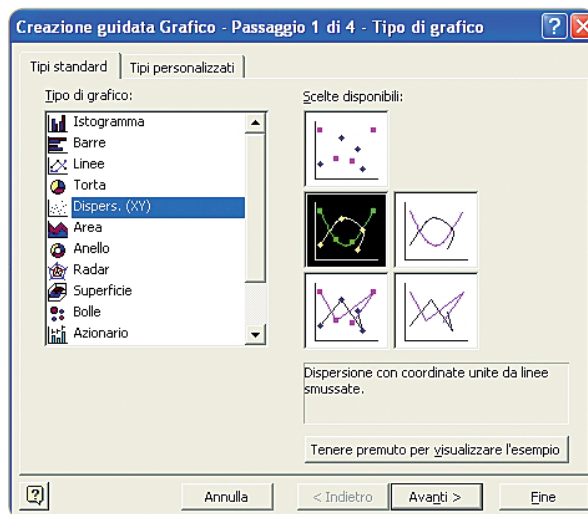 Creazione guidata Grafico - Passaggio 1 di 4 - Tipo di grafico
Tipi standard
Tipi personalizzati
Tipo di grafico:
Istogramma
Barre
Linee
Torta
Dispers. (XY)
Area
Anello
Radar
Superficie
Bolle
Azionario
Scelte disponibili:
Dispersione con coordinate unite da linee
smussate.
Tenere premuto per visualizzare l'esempio
Annulla
< Indietro
Avanti >
Fine